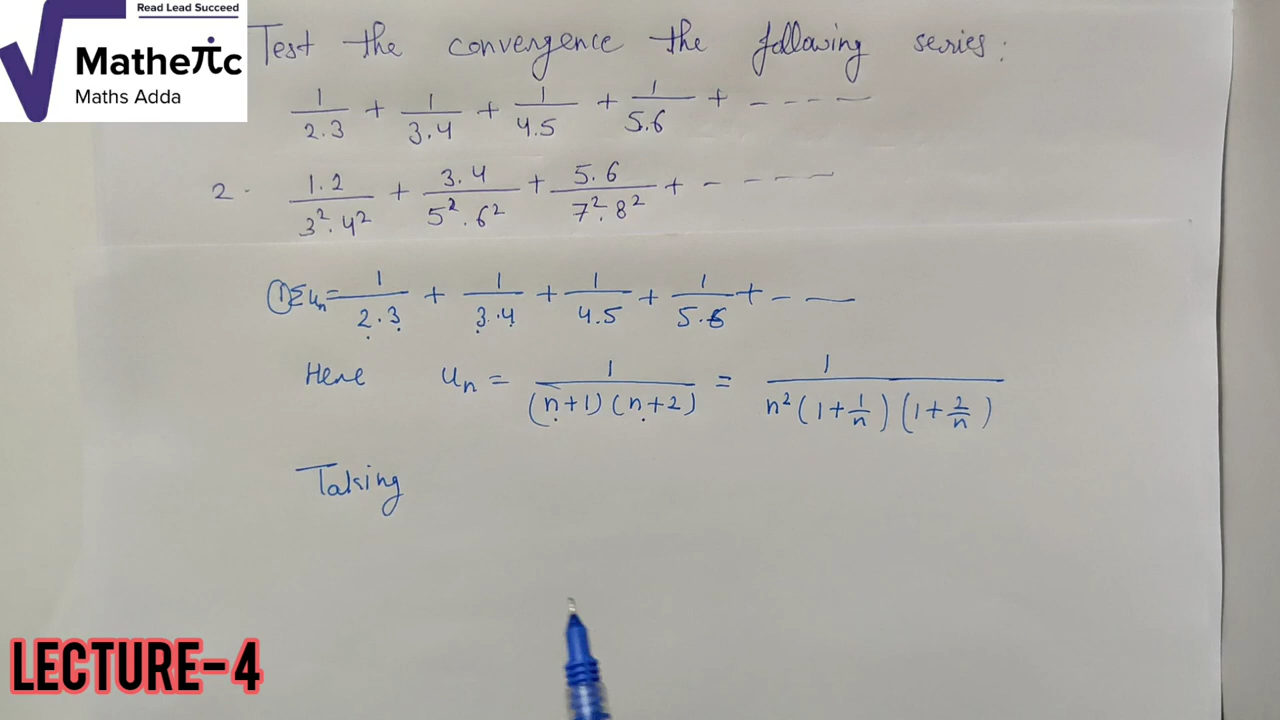 Read Lead Succeed
Matheπc
Maths Adda
Test the convergence the following series:
1/2.3 + 1/3.4 + 1/4.5 + 1/5.6 + - - - -
2. 1.2/3².4² + 3.4/5².6² + 5.6/7².8² + - - - -
① Σuₙ = 1/2.3 + 1/3.4 + 1/4.5 + 1/5.6 + - -
Here uₙ = 1/(n+1)(n+2) = 1/n²(1+1/n)(1+2/n)
Taking
LECTURE-4